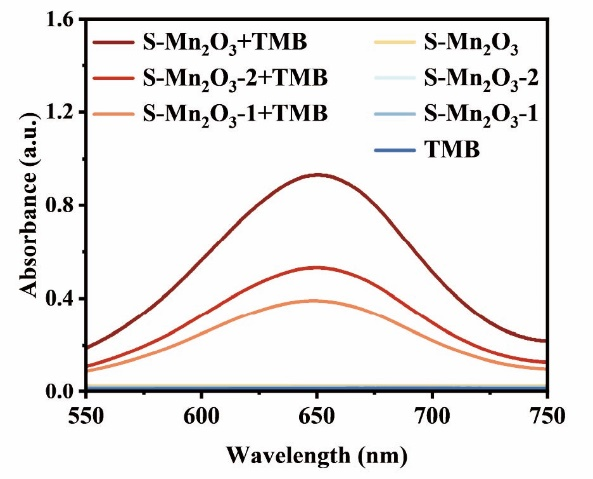 1.6
1.2
0.8
0.4
0.0
Absorbance (a.u.)
S-Mn₂O₃+TMB
S-Mn₂O₃-2+TMB
S-Mn₂O₃-1+TMB
S-Mn₂O₃
S-Mn₂O₃-2
S-Mn₂O₃-1
TMB
550 600 650 700 750
Wavelength (nm)